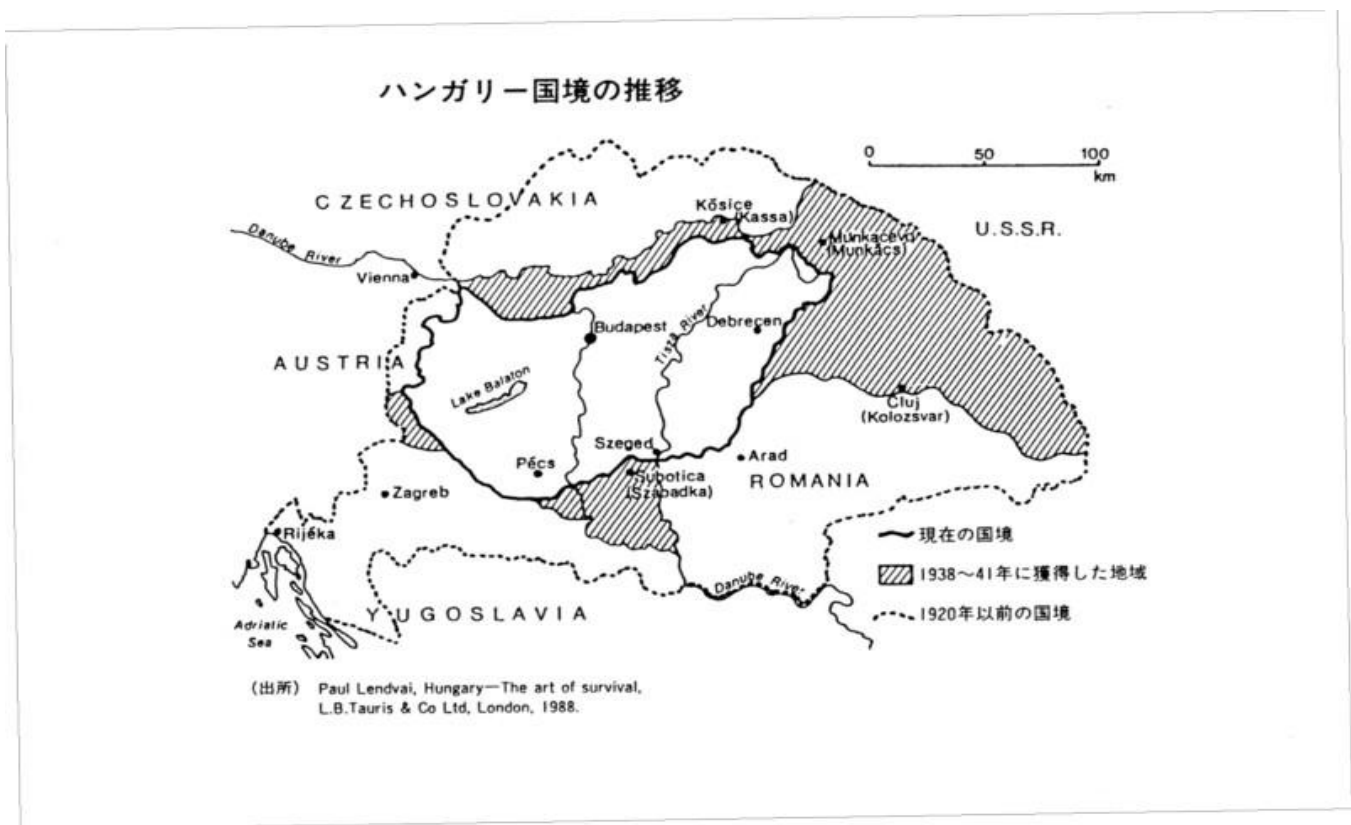 ハンガリー国境の推移
0 50 100
km
CZECHOSLOVAKIA
Kősice
(Kassa)
U.S.S.R.
Munkačevo
(Munkács)
Danube
River
Vienna
Budapest
Tisza River
Debrecen
AUSTRIA
Lake Balaton
Cluj
(Kolozsvar)
Szeged
Arad
Pécs
Subotica
(Szabadka)
ROMANIA
Zagreb
Rijéka
現在の国境
1938～41年に獲得した地域
Danube River
1920年以前の国境
YUGOSLAVIA
Adriatic
Sea
(出所) Paul Lendvai, Hungary—The art of survival,
L.B.Tauris & Co Ltd, London, 1988.